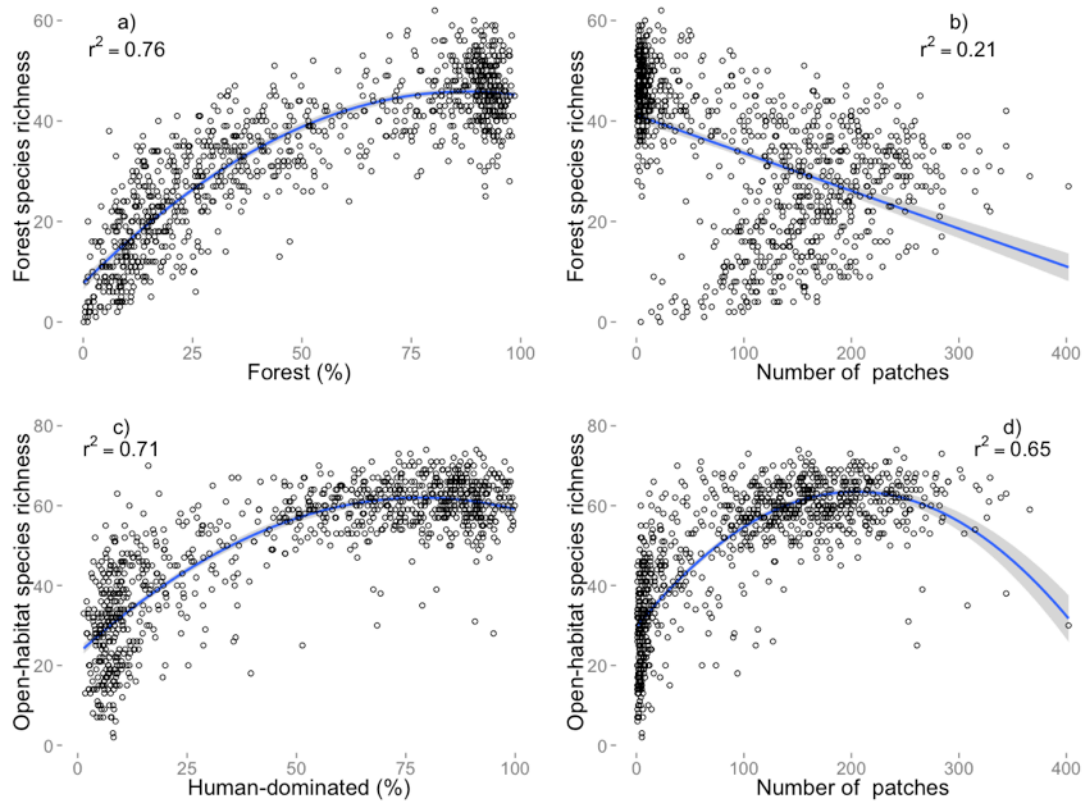 a)
r² = 0.76
Forest species richness
60
40
20
0
0 25 50 75 100
Forest (%)
b)
r² = 0.21
Forest species richness
60
40
20
0
0 100 200 300 400
Number of patches
c)
r² = 0.71
Open-habitat species richness
80
60
40
20
0
0 25 50 75 100
Human-dominated (%)
d)
r² = 0.65
Open-habitat species richness
80
60
40
20
0
0 100 200 300 400
Number of patches